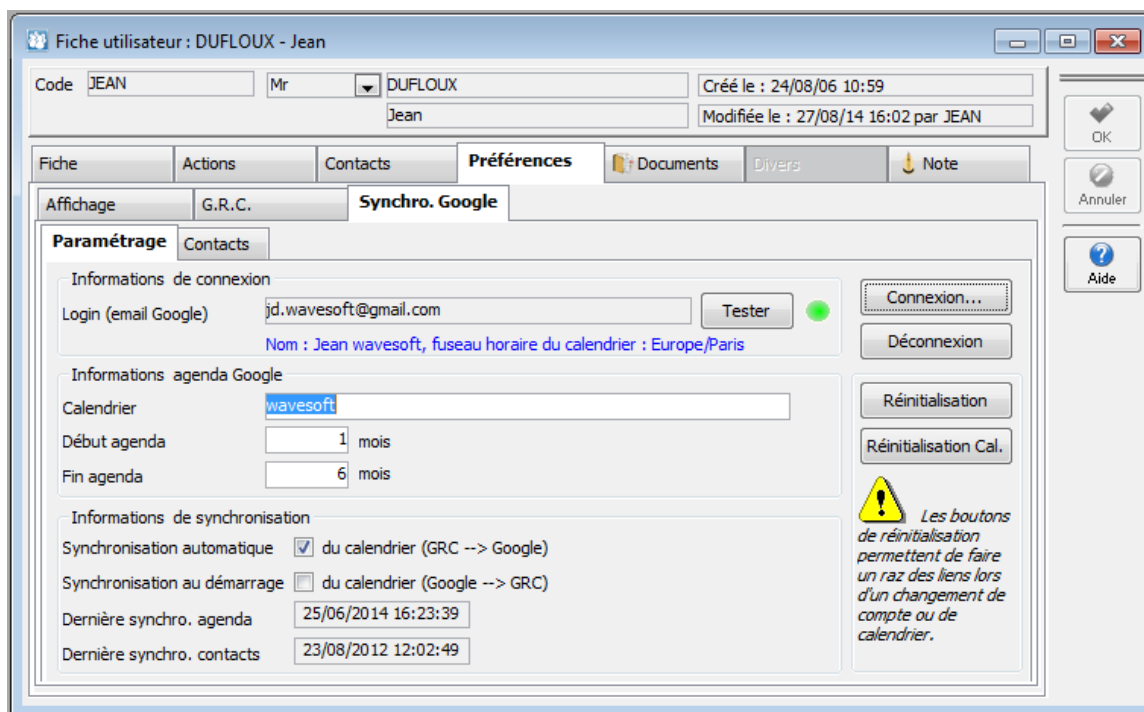 Fiche utilisateur : DUFLOUX - Jean
Code JEAN Mr DUFLOUX Créé le : 24/08/06 10:59
Jean Modifiée le : 27/08/14 16:02 par JEAN
OK
Fiche Actions Contacts Préférences Documents Divers Note
Annuler
Affichage G.R.C. Synchro. Google
Paramétrage Contacts
Aide
Informations de connexion
Login (email Google) jd.wavesoft@gmail.com Tester Connexion...
Nom : Jean wavesoft, fuseau horaire du calendrier : Europe/Paris Déconnexion
Informations agenda Google
Calendrier wavesoft Réinitialisation
Début agenda 1 mois Réinitialisation Cal.
Fin agenda 6 mois
Informations de synchronisation
Synchronisation automatique du calendrier (GRC --> Google)
Synchronisation au démarrage du calendrier (Google --> GRC)
Dernière synchro. agenda 25/06/2014 16:23:39
Dernière synchro. contacts 23/08/2012 12:02:49
Les boutons
de réinitialisation
permettent de faire
un raz des liens lors
d'un changement de
compte ou de
calendrier.